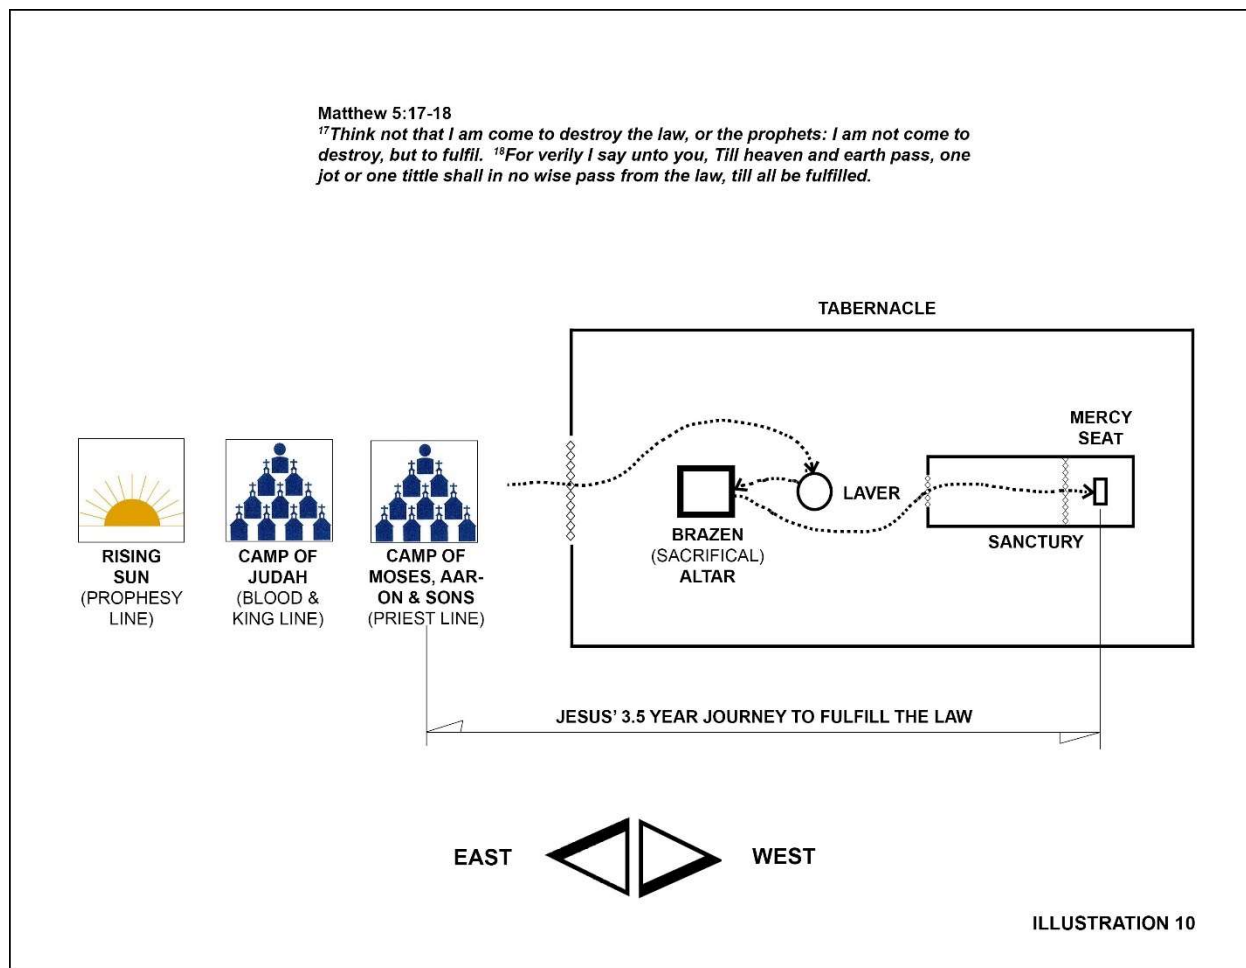 Matthew 5:17-18
17Think not that I am come to destroy the law, or the prophets: I am not come to
destroy, but to fulfil. 18For verily I say unto you, Till heaven and earth pass, one
jot or one tittle shall in no wise pass from the law, till all be fulfilled.
TABERNACLE
MERCY
SEAT
LAVER
BRAZEN
(SACRIFICAL)
ALTAR
SANCTURY
RISING
SUN
(PROPHESY
LINE)
CAMP OF
JUDAH
(BLOOD &
KING LINE)
CAMP OF
MOSES, AAR-
ON & SONS
(PRIEST LINE)
JESUS' 3.5 YEAR JOURNEY TO FULFILL THE LAW
EAST
WEST
ILLUSTRATION 10